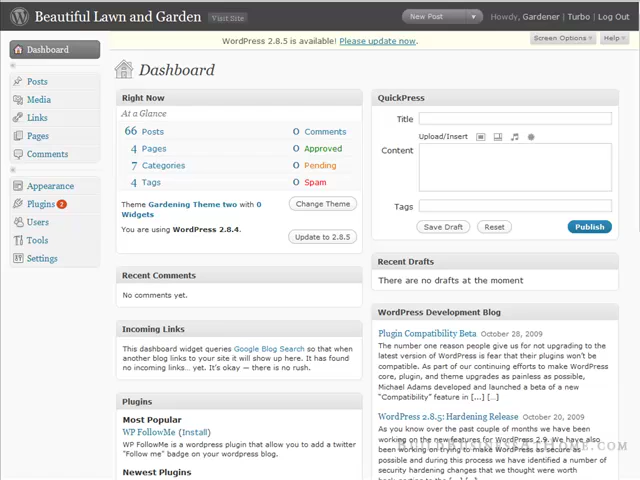 Beautiful Lawn and Garden Visit Site New Post Howdy, Gardener | Turbo | Log Out
WordPress 2.8.5 is available! Please update now. Screen Options Help
Dashboard
Posts
Media
Links
Pages
Comments
Appearance
Plugins 2
Users
Tools
Settings
Dashboard
Right Now
At a Glance
66 Posts 0 Comments
4 Pages 0 Approved
7 Categories 0 Pending
4 Tags 0 Spam
Theme Gardening Theme two with 0
Widgets
Change Theme
You are using WordPress 2.8.4.
Update to 2.8.5
Recent Comments
No comments yet.
Incoming Links
This dashboard widget queries Google Blog Search so that when
another blog links to your site it will show up here. It has found
no incoming links... yet. It's okay — there is no rush.
Plugins
Most Popular
WP FollowMe (Install)
WP FollowMe is a wordpress plugin that allow you to add a twitter
"Follow me" badge on your wordpress blog.
Newest Plugins
QuickPress
Title
Upload/Insert
Content
Tags
Save Draft Reset Publish
Recent Drafts
There are no drafts at the moment
WordPress Development Blog
Plugin Compatibility Beta October 28, 2009
The number one reason people give us for not upgrading to the
latest version of WordPress is fear that their plugins won't be
compatible. As part of our continuing efforts to make WordPress
core, plugin, and theme upgrades as painless as possible,
Michael Adams developed and launched a beta of a new
"Compatibility" feature in [...] [...]
WordPress 2.8.5: Hardening Release October 20, 2009
As you know over the past couple of months we have been
working on the new features for WordPress 2.9. We have also
been working on trying to make WordPress as secure as
possible and during this process we have identified a number of
security hardening changes that we thought were worth
BUILDBUSINESSATHOME.COM